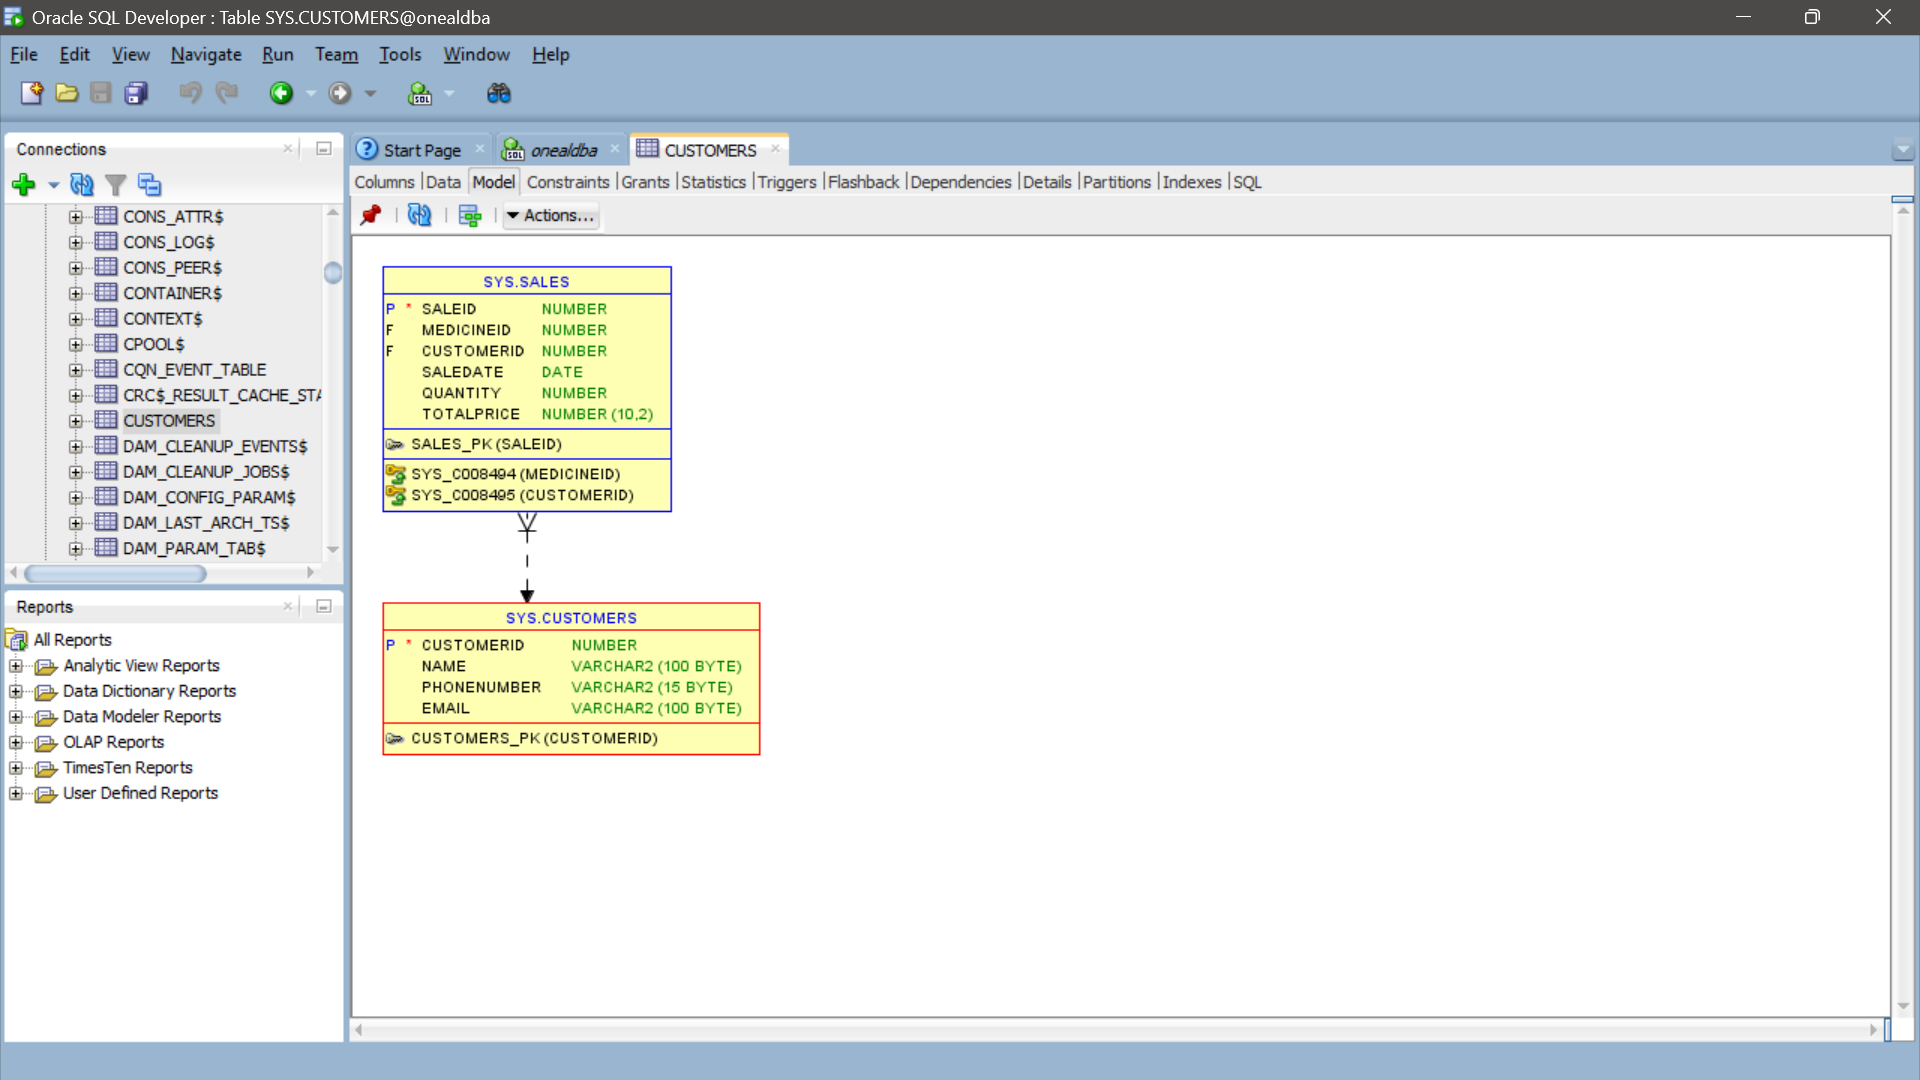 Oracle SQL Developer : Table SYS.CUSTOMERS@onealdba
File Edit View Navigate Run Team Tools Window Help
Connections
CONS_ATTR$
CONS_LOG$
CONS_PEER$
CONTAINER$
CONTEXT$
CPOOL$
CQN_EVENT_TABLE
CRC$_RESULT_CACHE_STA
CUSTOMERS
DAM_CLEANUP_EVENTS$
DAM_CLEANUP_JOBS$
DAM_CONFIG_PARAM$
DAM_LAST_ARCH_TS$
DAM_PARAM_TAB$
Reports
All Reports
Analytic View Reports
Data Dictionary Reports
Data Modeler Reports
OLAP Reports
TimesTen Reports
User Defined Reports
Start Page onealdba CUSTOMERS
Columns Data Model Constraints Grants Statistics Triggers Flashback Dependencies Details Partitions Indexes SQL
Actions...
SYS.SALES
P * SALEID NUMBER
F MEDICINEID NUMBER
F CUSTOMERID NUMBER
SALEDATE DATE
QUANTITY NUMBER
TOTALPRICE NUMBER (10,2)
SALES_PK (SALEID)
SYS_C008494 (MEDICINEID)
SYS_C008495 (CUSTOMERID)
SYS.CUSTOMERS
P * CUSTOMERID NUMBER
NAME VARCHAR2 (100 BYTE)
PHONENUMBER VARCHAR2 (15 BYTE)
EMAIL VARCHAR2 (100 BYTE)
CUSTOMERS_PK (CUSTOMERID)